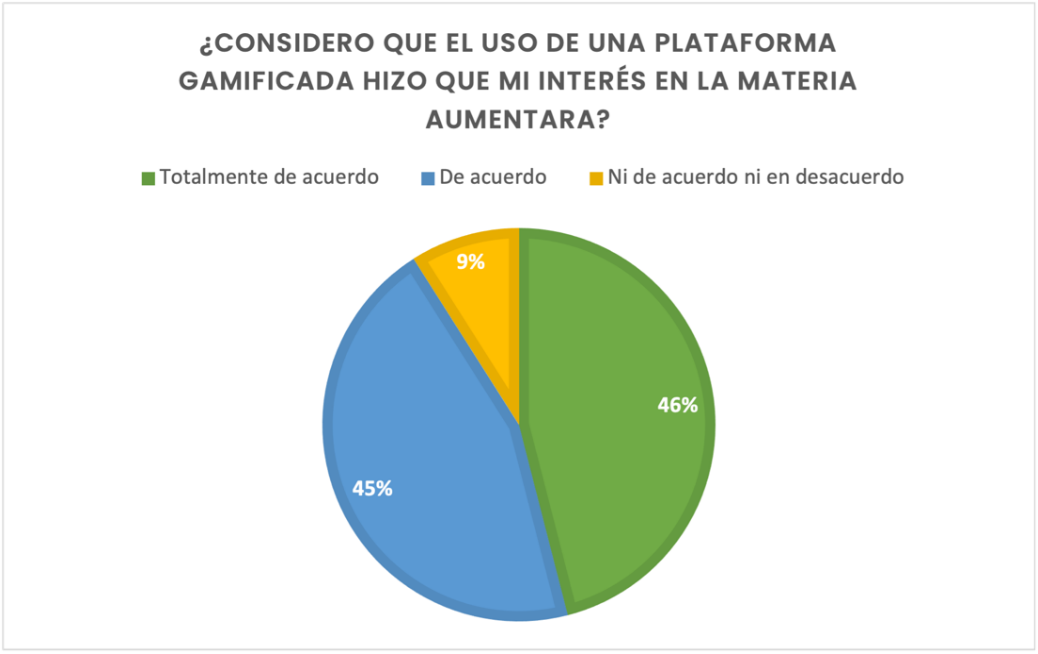 ¿CONSIDERO QUE EL USO DE UNA PLATAFORMA
GAMIFICADA HIZO QUE MI INTERÉS EN LA MATERIA
AUMENTARA?
Totalmente de acuerdo De acuerdo Ni de acuerdo ni en desacuerdo
9%
46%
45%